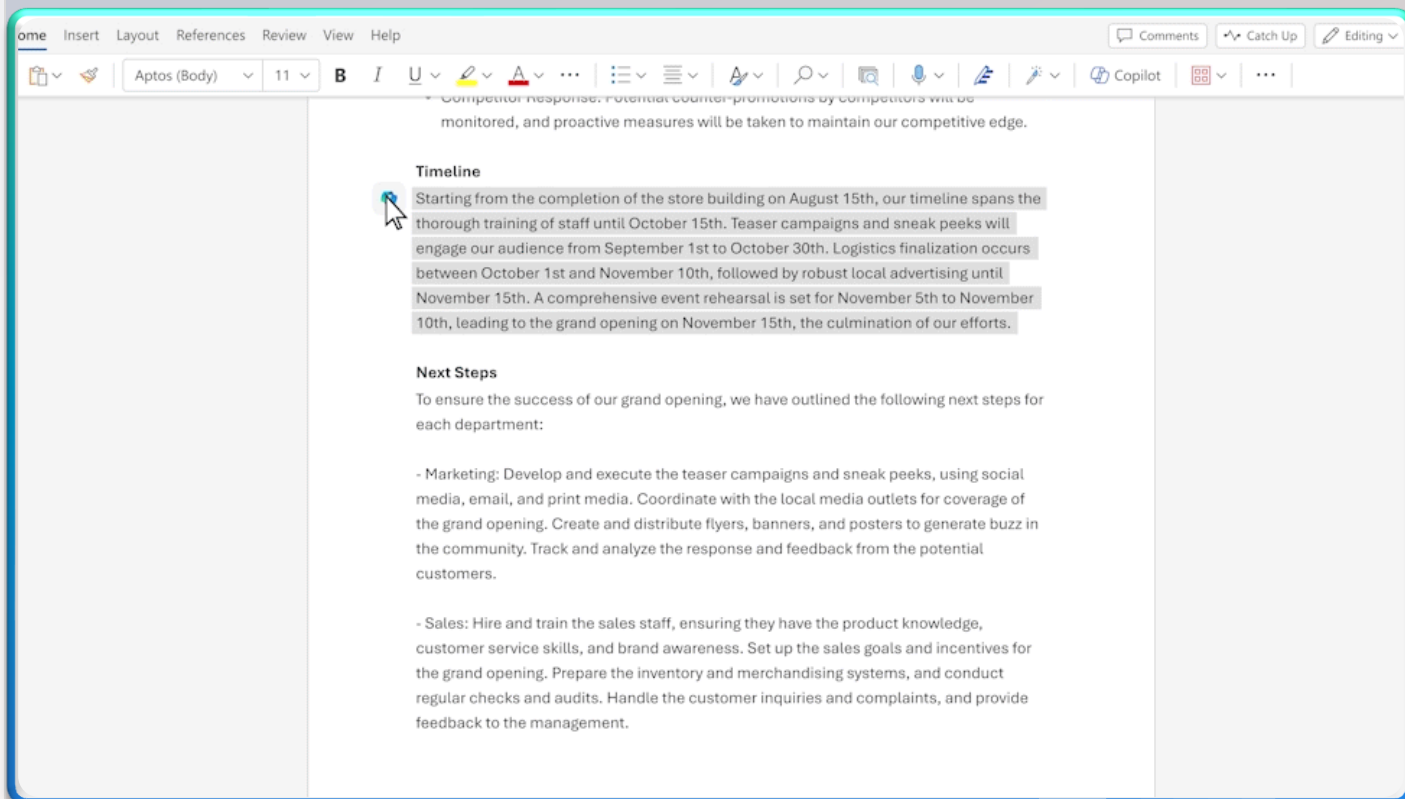 ome Insert Layout References Review View Help Comments Catch Up Editing
Aptos (Body) 11 B I U A Copilot
Competitor Response: Potential counter-promotions by competitors will be
monitored, and proactive measures will be taken to maintain our competitive edge.
Timeline
Starting from the completion of the store building on August 15th, our timeline spans the
thorough training of staff until October 15th. Teaser campaigns and sneak peeks will
engage our audience from September 1st to October 30th. Logistics finalization occurs
between October 1st and November 10th, followed by robust local advertising until
November 15th. A comprehensive event rehearsal is set for November 5th to November
10th, leading to the grand opening on November 15th, the culmination of our efforts.
Next Steps
To ensure the success of our grand opening, we have outlined the following next steps for
each department:
- Marketing: Develop and execute the teaser campaigns and sneak peeks, using social
media, email, and print media. Coordinate with the local media outlets for coverage of
the grand opening. Create and distribute flyers, banners, and posters to generate buzz in
the community. Track and analyze the response and feedback from the potential
customers.
- Sales: Hire and train the sales staff, ensuring they have the product knowledge,
customer service skills, and brand awareness. Set up the sales goals and incentives for
the grand opening. Prepare the inventory and merchandising systems, and conduct
regular checks and audits. Handle the customer inquiries and complaints, and provide
feedback to the management.